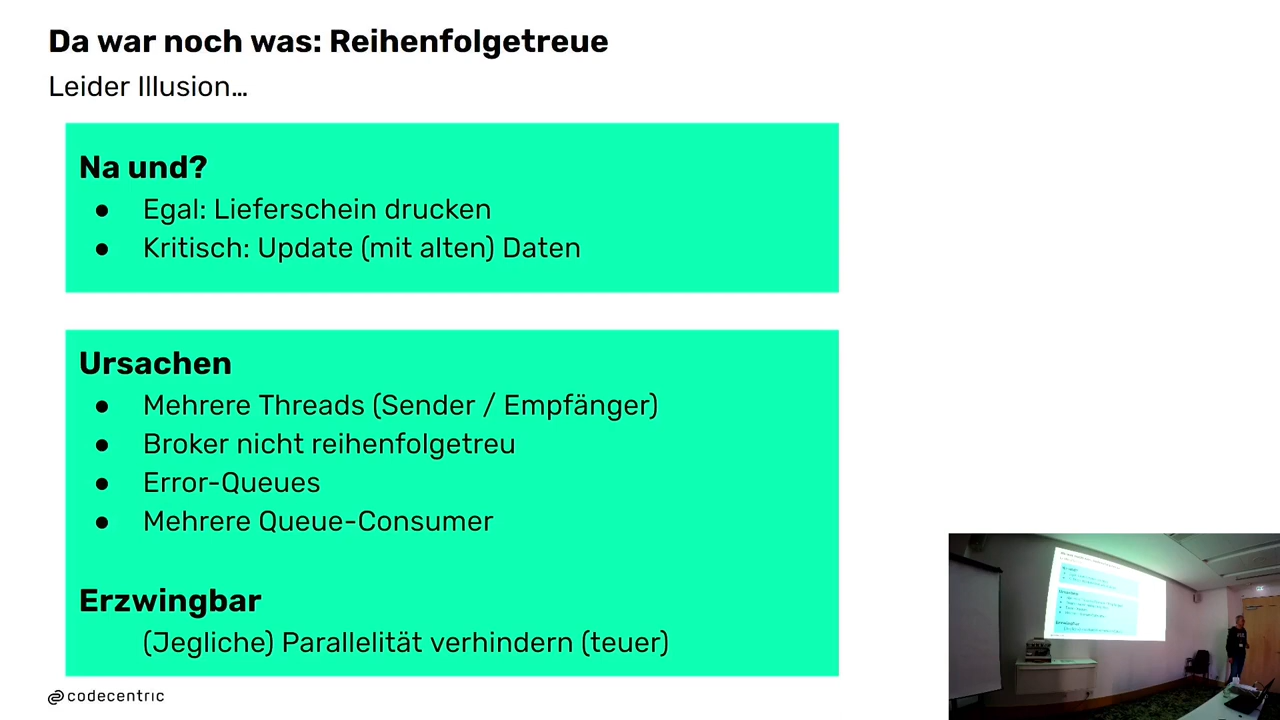 Da war noch was: Reihenfolgetreue
Leider Illusion…
Na und?
● Egal: Lieferschein drucken
● Kritisch: Update (mit alten) Daten
Ursachen
● Mehrere Threads (Sender / Empfänger)
● Broker nicht reihenfolgetreu
● Error-Queues
● Mehrere Queue-Consumer
Erzwingbar
(Jegliche) Parallelität verhindern (teuer)
codecentric